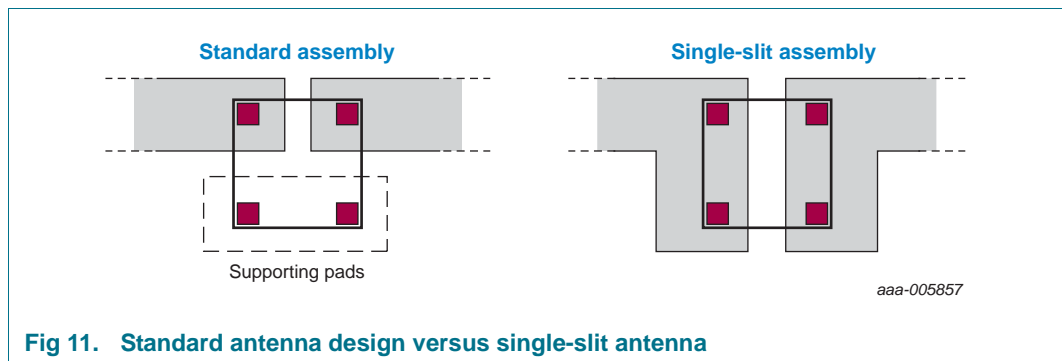 Standard assembly
Single-slit assembly
Supporting pads
aaa-005857
Fig 11. Standard antenna design versus single-slit antenna